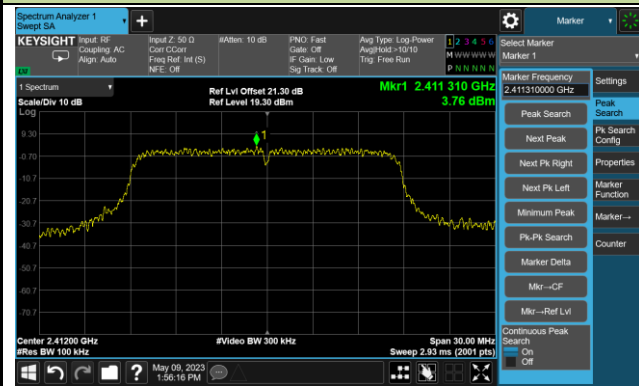 Spectrum Analyzer 1
Swept SA
Marker
KEYSIGHT
Input: RF
Coupling: AC
Align: Auto
Input Z: 50 Ω
Corr CCorr
Freq Ref: Int (S)
NFE: Off
#Atten: 10 dB
PNO: Fast
Gate: Off
IF Gain: Low
Sig Track: Off
Avg Type: Log-Power
Avg|Hold:>10/10
Trig: Free Run
1 2 3 4 5 6
M W W W W W
P N N N N N
Select Marker
Marker 1
LVI
1 Spectrum
Scale/Div 10 dB
Log
Ref Lvl Offset 21.30 dB
Ref Level 19.30 dBm
Mkr1 2.411 310 GHz
3.76 dBm
9.30
-0.70
-10.7
-20.7
-30.7
-40.7
-50.7
-60.7
-70.7
1
Center 2.41200 GHz
#Res BW 100 kHz
#Video BW 300 kHz
Span 30.00 MHz
Sweep 2.93 ms (2001 pts)
Marker Frequency
2.411310000 GHz
Peak Search
Next Peak
Next Pk Right
Next Pk Left
Minimum Peak
Pk-Pk Search
Marker Delta
Mkr→CF
Mkr→Ref Lvl
Continuous Peak
Search
On
Off
Settings
Peak
Search
Pk Search
Config
Properties
Marker
Function
Marker→
Counter
May 09, 2023
1:56:16 PM